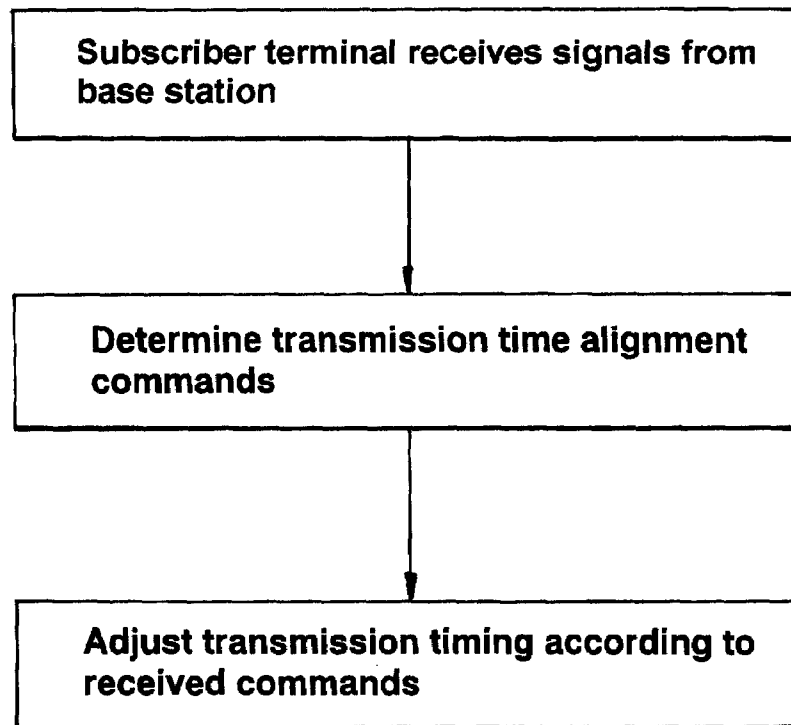 Subscriber terminal receives signals from
base station
Determine transmission time alignment
commands
Adjust transmission timing according to
received commands